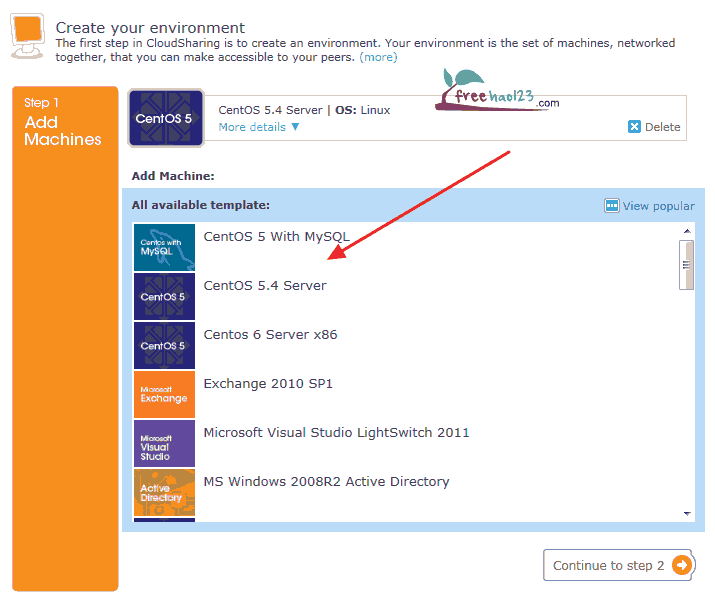 Create your environment
The first step in CloudSharing is to create an environment. Your environment is the set of machines, networked
together, that you can make accessible to your peers. (more)
Step 1
Add
Machines
CentOS 5
CentOS 5.4 Server | OS: Linux
More details ▼
freehao123.com
Delete
Add Machine:
All available template:
View popular
Centos with
MySQL
CentOS 5 With MySQL
CentOS 5
CentOS 5.4 Server
CentOS 5
Centos 6 Server x86
Microsoft
Exchange
Exchange 2010 SP1
Microsoft
Visual
Studio
Microsoft Visual Studio LightSwitch 2011
Active
Directory
MS Windows 2008R2 Active Directory
Continue to step 2